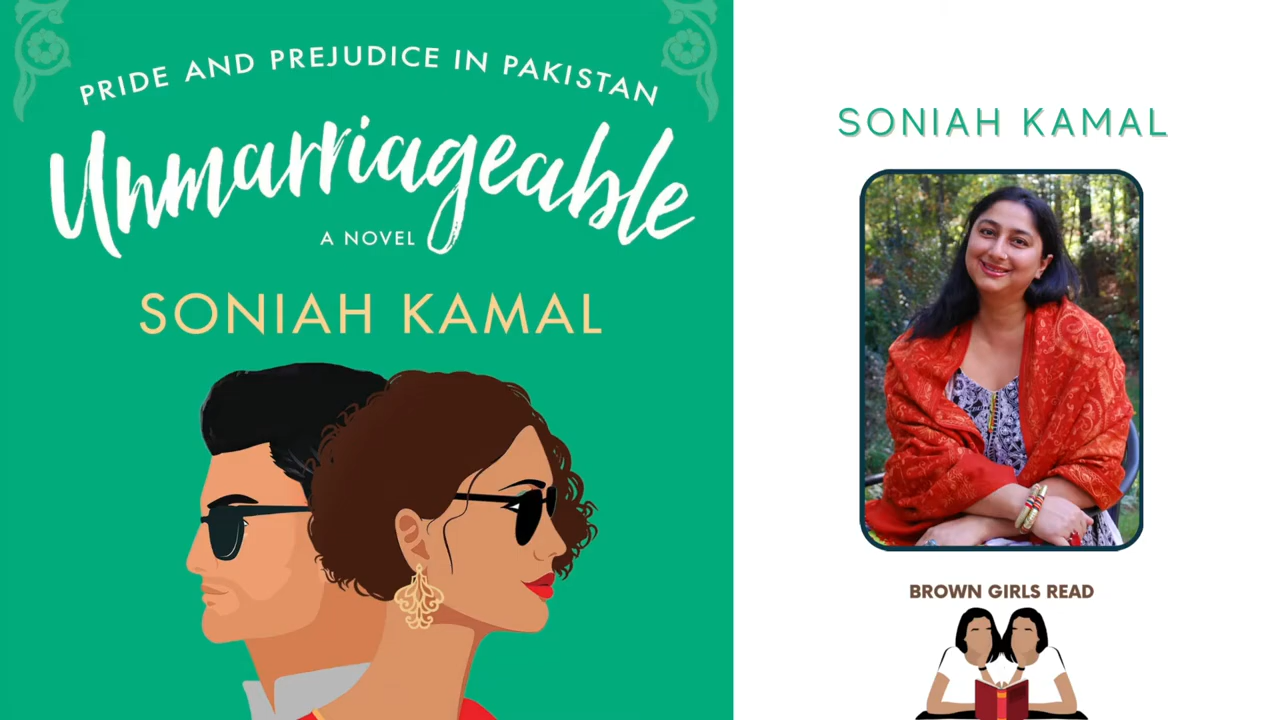 PRIDE AND PREJUDICE IN PAKISTAN
Unmarriageable
A NOVEL
SONIAH KAMAL
SONIAH KAMAL
BROWN GIRLS READ